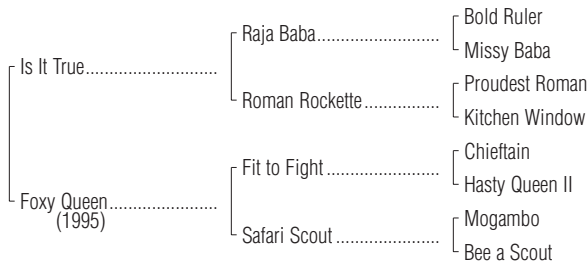 Bold Ruler
Raja Baba
Missy Baba
Is It True
Proudest Roman
Roman Rockette
Kitchen Window
Chieftain
Fit to Fight
Hasty Queen II
Foxy Queen
(1995)
Mogambo
Safari Scout
Bee a Scout